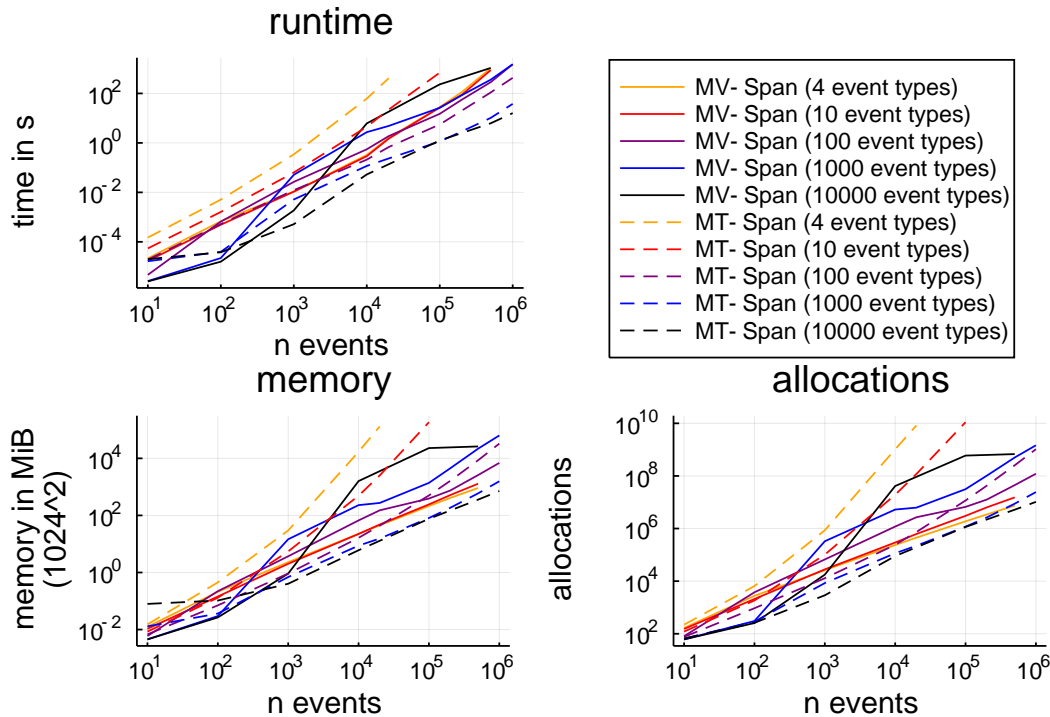 runtime
10^2
10^0
10^-2
10^-4
time in s
10^1 10^2 10^3 10^4 10^5 10^6
n events
MV- Span (4 event types)
MV- Span (10 event types)
MV- Span (100 event types)
MV- Span (1000 event types)
MV- Span (10000 event types)
MT- Span (4 event types)
MT- Span (10 event types)
MT- Span (100 event types)
MT- Span (1000 event types)
MT- Span (10000 event types)
memory
10^4
10^2
10^0
10^-2
memory in MiB
(1024^2)
10^1 10^2 10^3 10^4 10^5 10^6
n events
allocations
10^10
10^8
10^6
10^4
10^2
allocations
10^1 10^2 10^3 10^4 10^5 10^6
n events